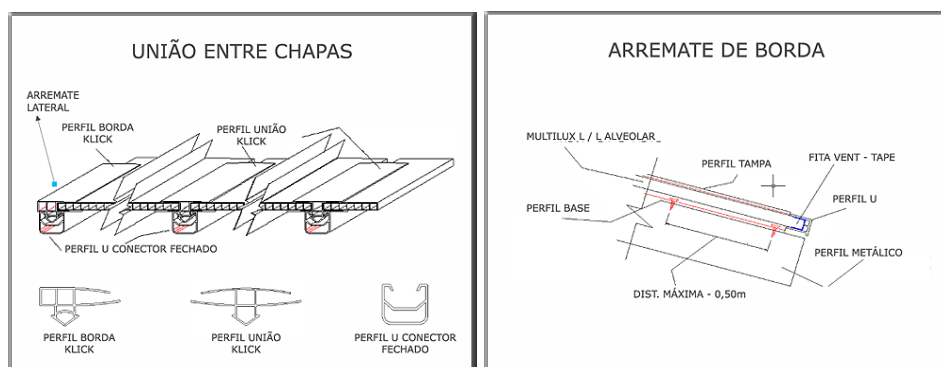 UNIÃO ENTRE CHAPAS
ARREMATE
LATERAL
PERFIL BORDA
KLICK
PERFIL UNIÃO
KLICK
PERFIL U CONECTOR FECHADO
PERFIL BORDA
KLICK
PERFIL UNIÃO
KLICK
PERFIL U CONECTOR
FECHADO
ARREMATE DE BORDA
MULTILUX L / L ALVEOLAR
PERFIL TAMPA
FITA VENT - TAPE
PERFIL U
PERFIL BASE
PERFIL METÁLICO
DIST. MÁXIMA - 0,50m